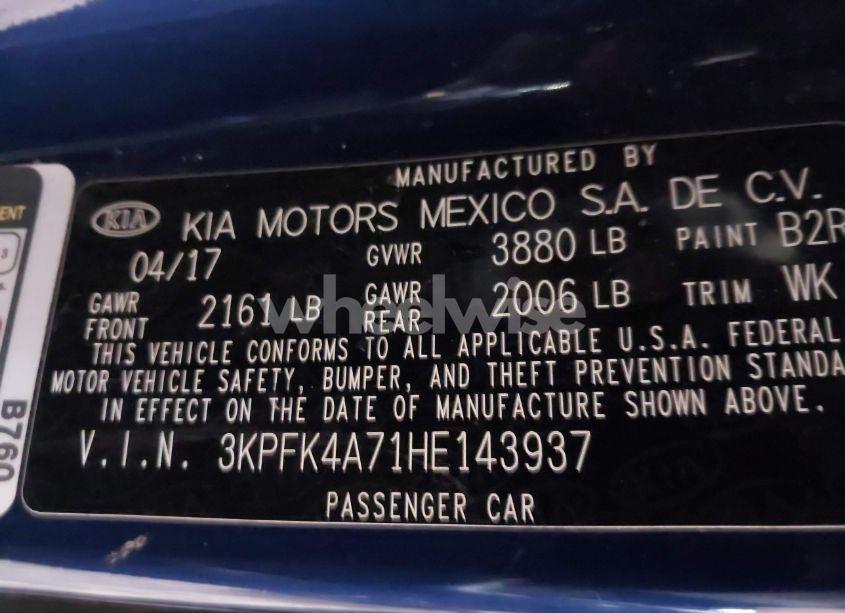 MANUFACTURED BY
KIA KIA MOTORS MEXICO S.A. DE C.V.
04/17 GVWR 3880 LB PAINT B2R
GAWR FRONT 2161 LB GAWR REAR 2006 LB TRIM WK
THIS VEHICLE CONFORMS TO ALL APPLICABLE U.S.A. FEDERAL
MOTOR VEHICLE SAFETY, BUMPER, AND THEFT PREVENTION STANDA
IN EFFECT ON THE DATE OF MANUFACTURE SHOWN ABOVE.
V.I.N. 3KPFK4A71HE143937
PASSENGER CAR
B760
ENT
wheelwise